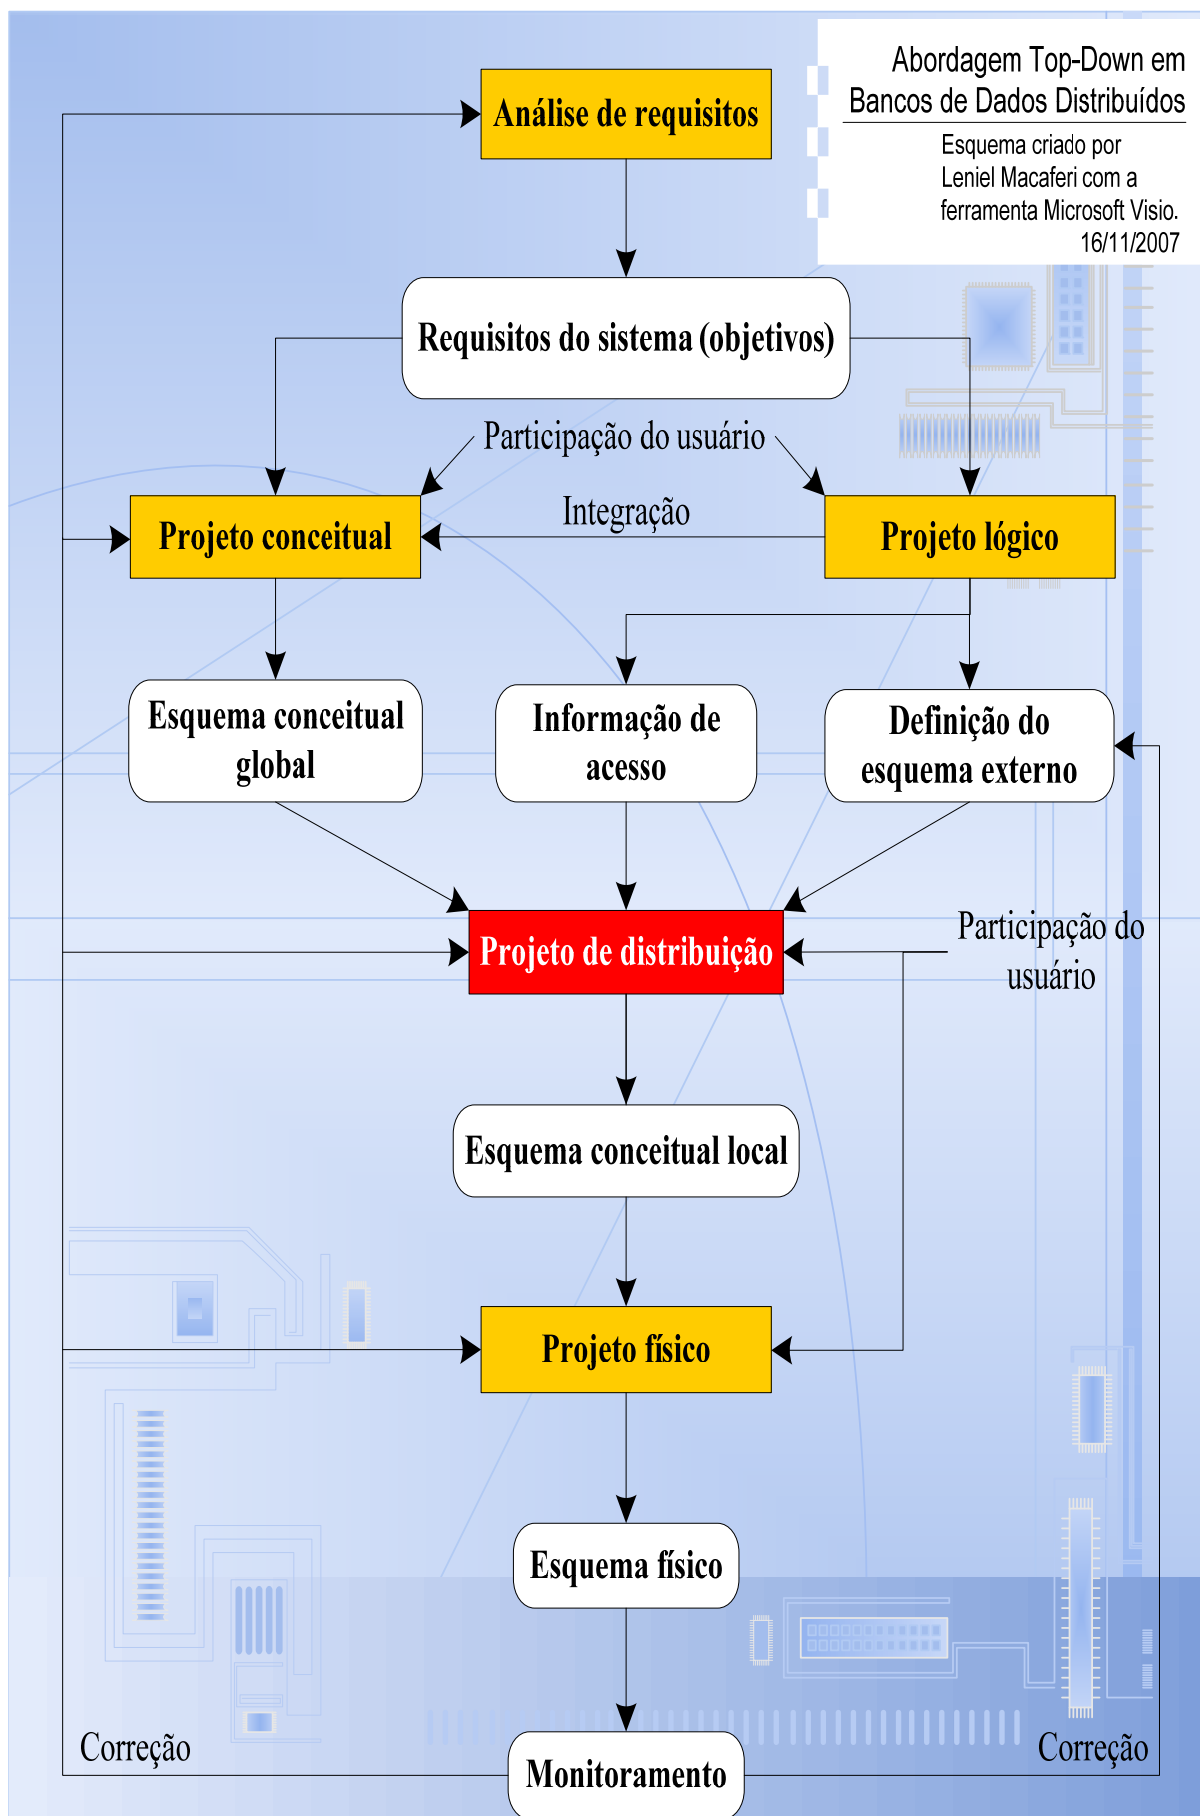 Abordagem Top-Down em
Bancos de Dados Distribuídos
Esquema criado por
Leniel Macaferi com a
ferramenta Microsoft Visio.
16/11/2007
Análise de requisitos
Requisitos do sistema (objetivos)
Participação do usuário
Integração
Projeto conceitual
Projeto lógico
Esquema conceitual
global
Informação de
acesso
Definição do
esquema externo
Projeto de distribuição
Participação do
usuário
Esquema conceitual local
Projeto físico
Esquema físico
Correção
Monitoramento
Correção